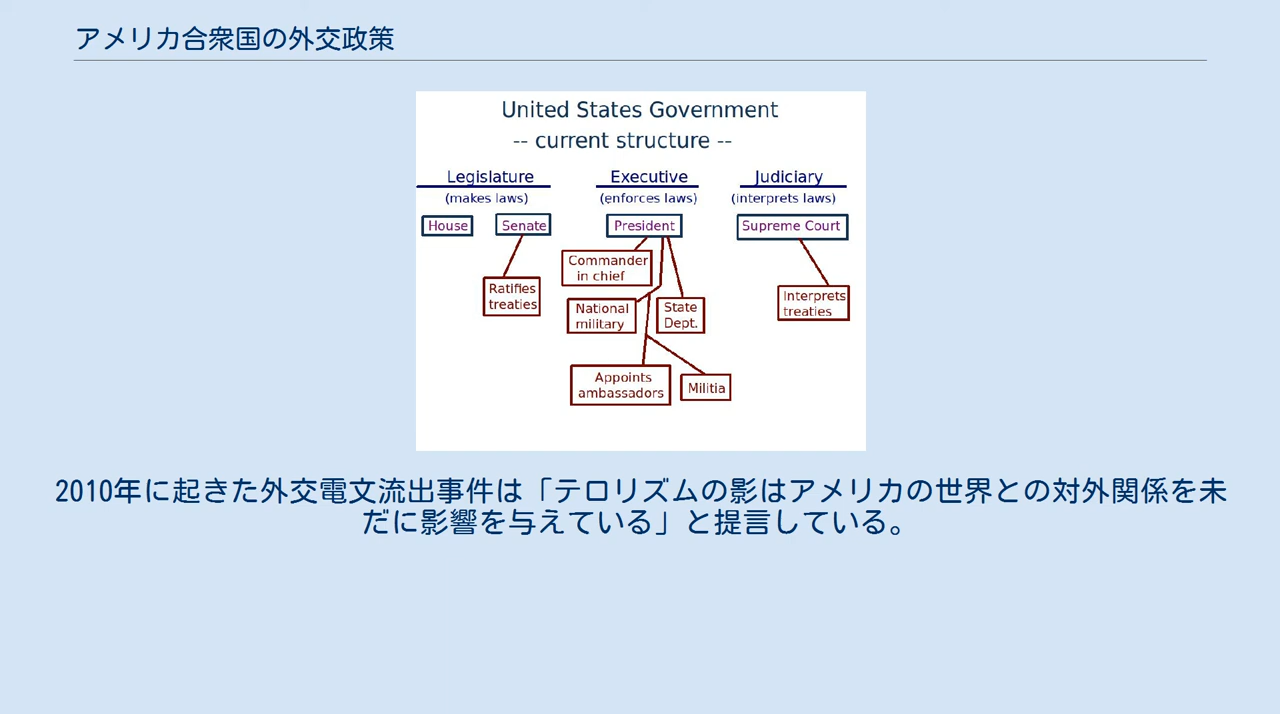 アメリカ合衆国の外交政策
United States Government
-- current structure --
Legislature
(makes laws)
House
Senate
Ratifies
treaties
Executive
(enforces laws)
President
Commander
in chief
National
military
State
Dept.
Appoints
ambassadors
Militia
Judiciary
(interprets laws)
Supreme Court
Interprets
treaties
2010年に起きた外交電文流出事件は「テロリズムの影はアメリカの世界との対外関係を未
だに影響を与えている」と提言している。